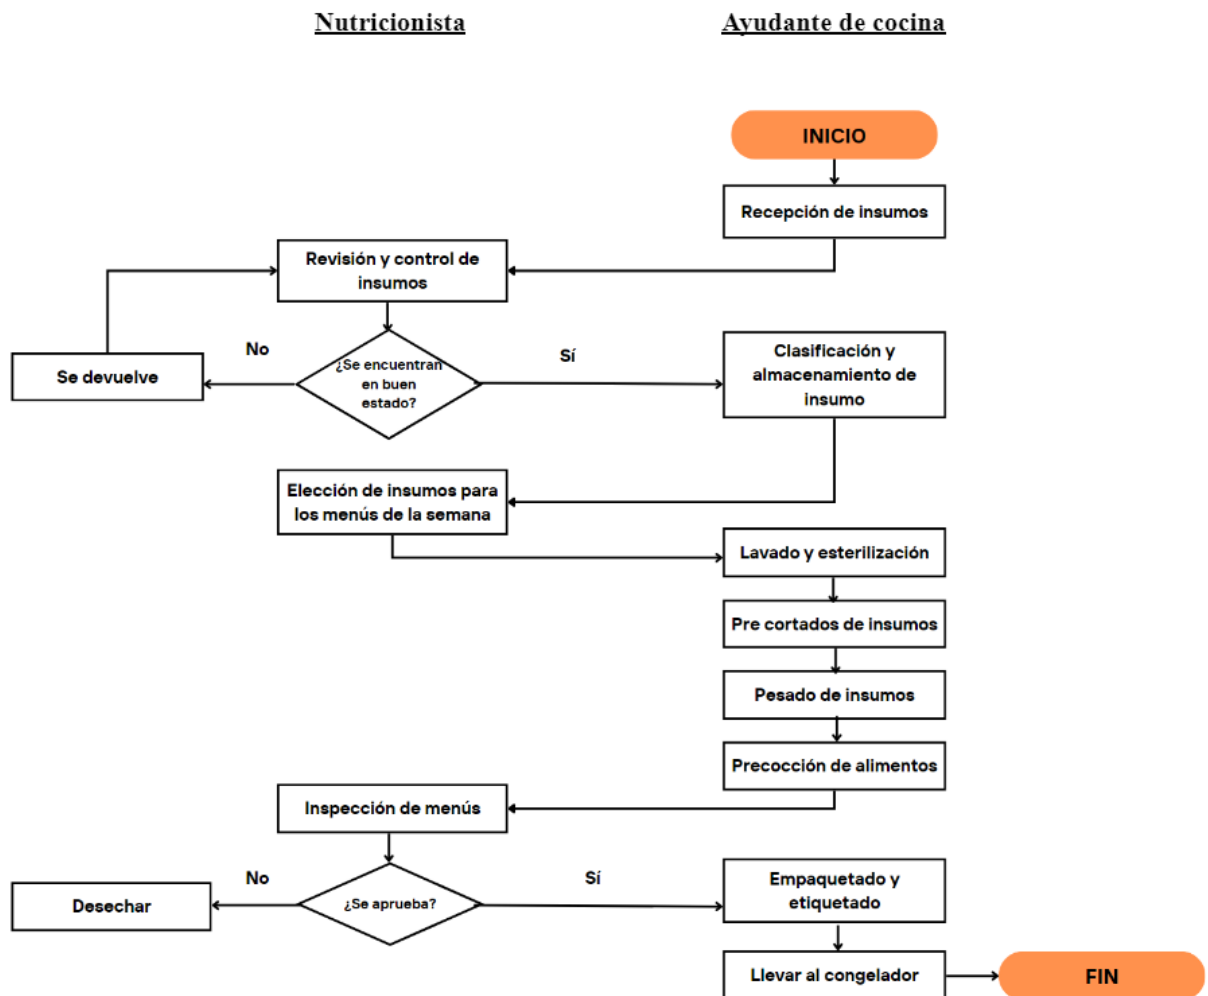 Nutricionista
Ayudante de cocina
INICIO
Recepción de insumos
Revisión y control de
insumos
No
Sí
Se devuelve
¿Se encuentran
en buen
estado?
Clasificación y
almacenamiento de
insumo
Elección de insumos para
los menús de la semana
Lavado y esterilización
Pre cortados de insumos
Pesado de insumos
Precocción de alimentos
Inspección de menús
No
Sí
Desechar
¿Se aprueba?
Empaquetado y
etiquetado
Llevar al congelador
FIN